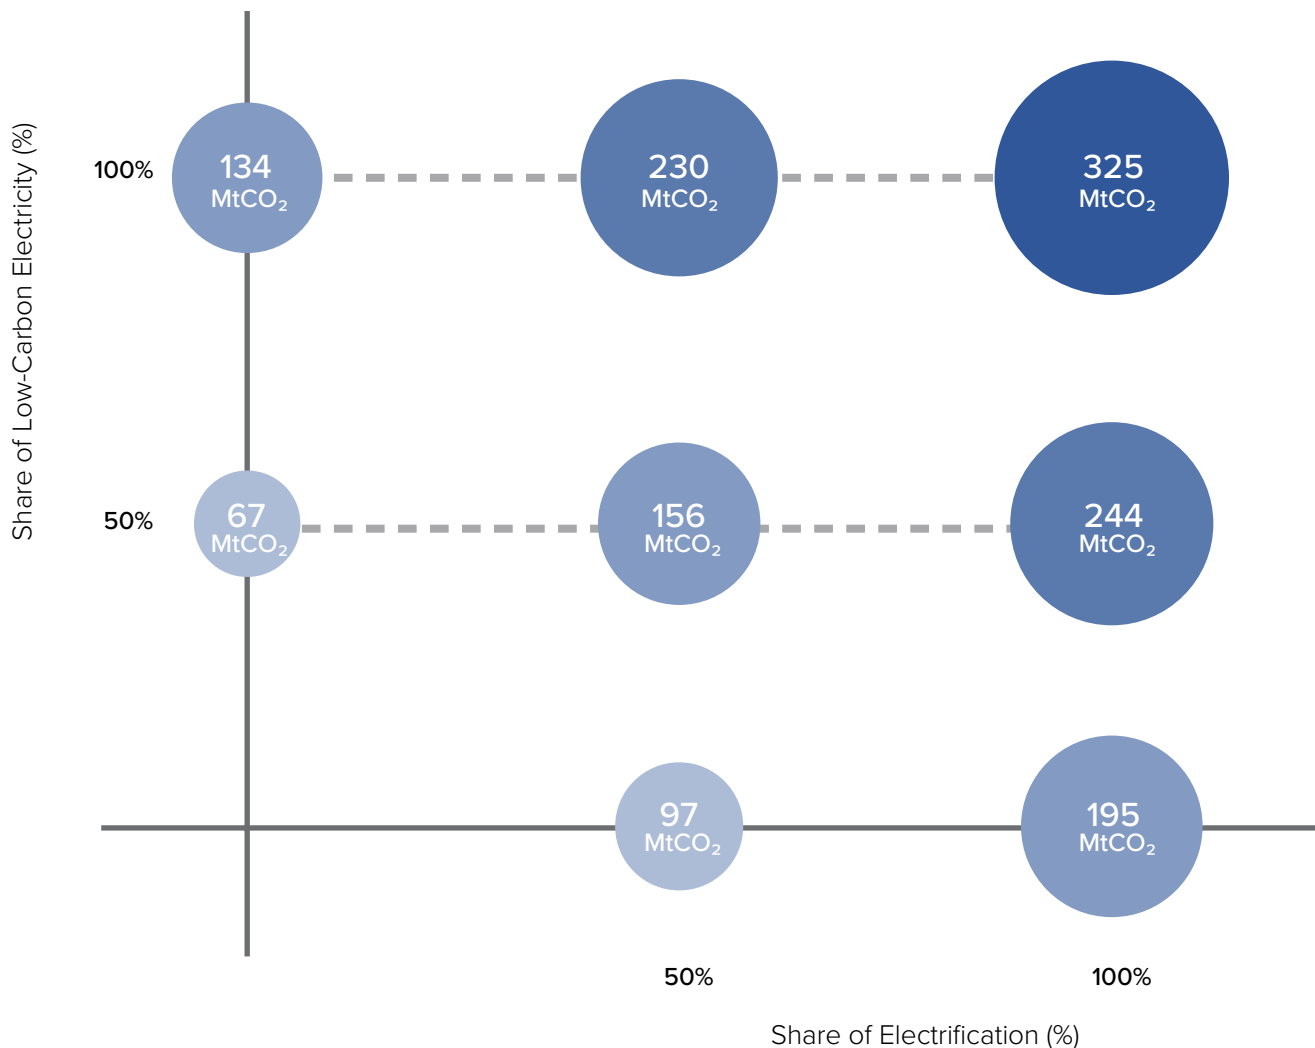 Share of Low-Carbon Electricity (%)
100%
134
MtCO₂
230
MtCO₂
325
MtCO₂
50%
67
MtCO₂
156
MtCO₂
244
MtCO₂
97
MtCO₂
195
MtCO₂
50%
100%
Share of Electrification (%)